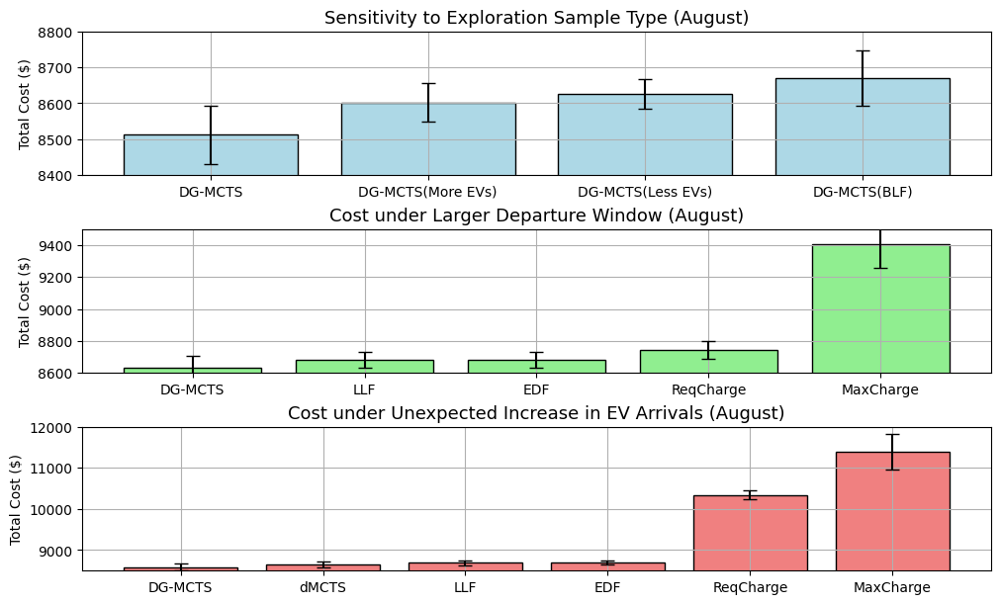 Sensitivity to Exploration Sample Type (August)
Total Cost ($)
8800
8700
8600
8500
8400
DG-MCTS DG-MCTS(More EVs) DG-MCTS(Less EVs) DG-MCTS(BLF)
Cost under Larger Departure Window (August)
Total Cost ($)
9400
9200
9000
8800
8600
DG-MCTS LLF EDF ReqCharge MaxCharge
Cost under Unexpected Increase in EV Arrivals (August)
Total Cost ($)
12000
11000
10000
9000
DG-MCTS dMCTS LLF EDF ReqCharge MaxCharge